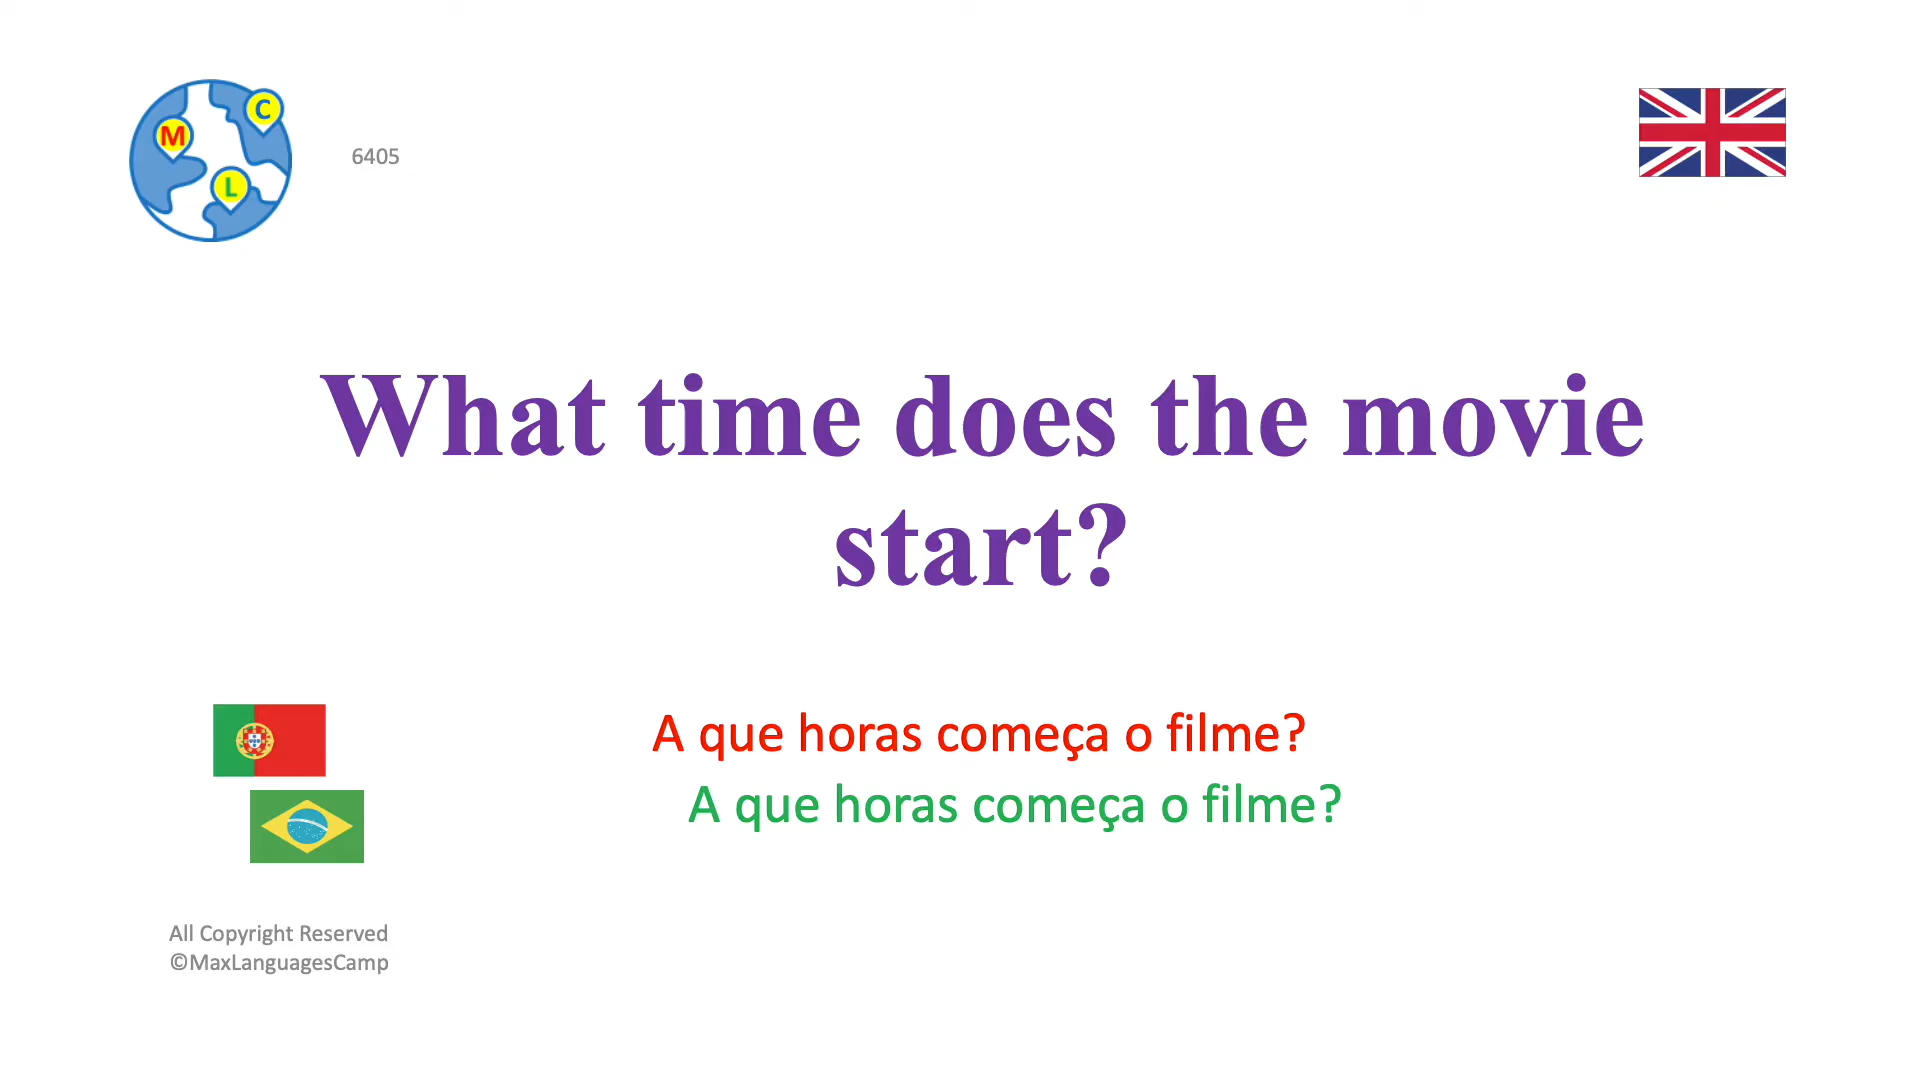 C
M
L
6405
What time does the movie
start?
A que horas começa o filme?
A que horas começa o filme?
All Copyright Reserved
©MaxLanguagesCamp